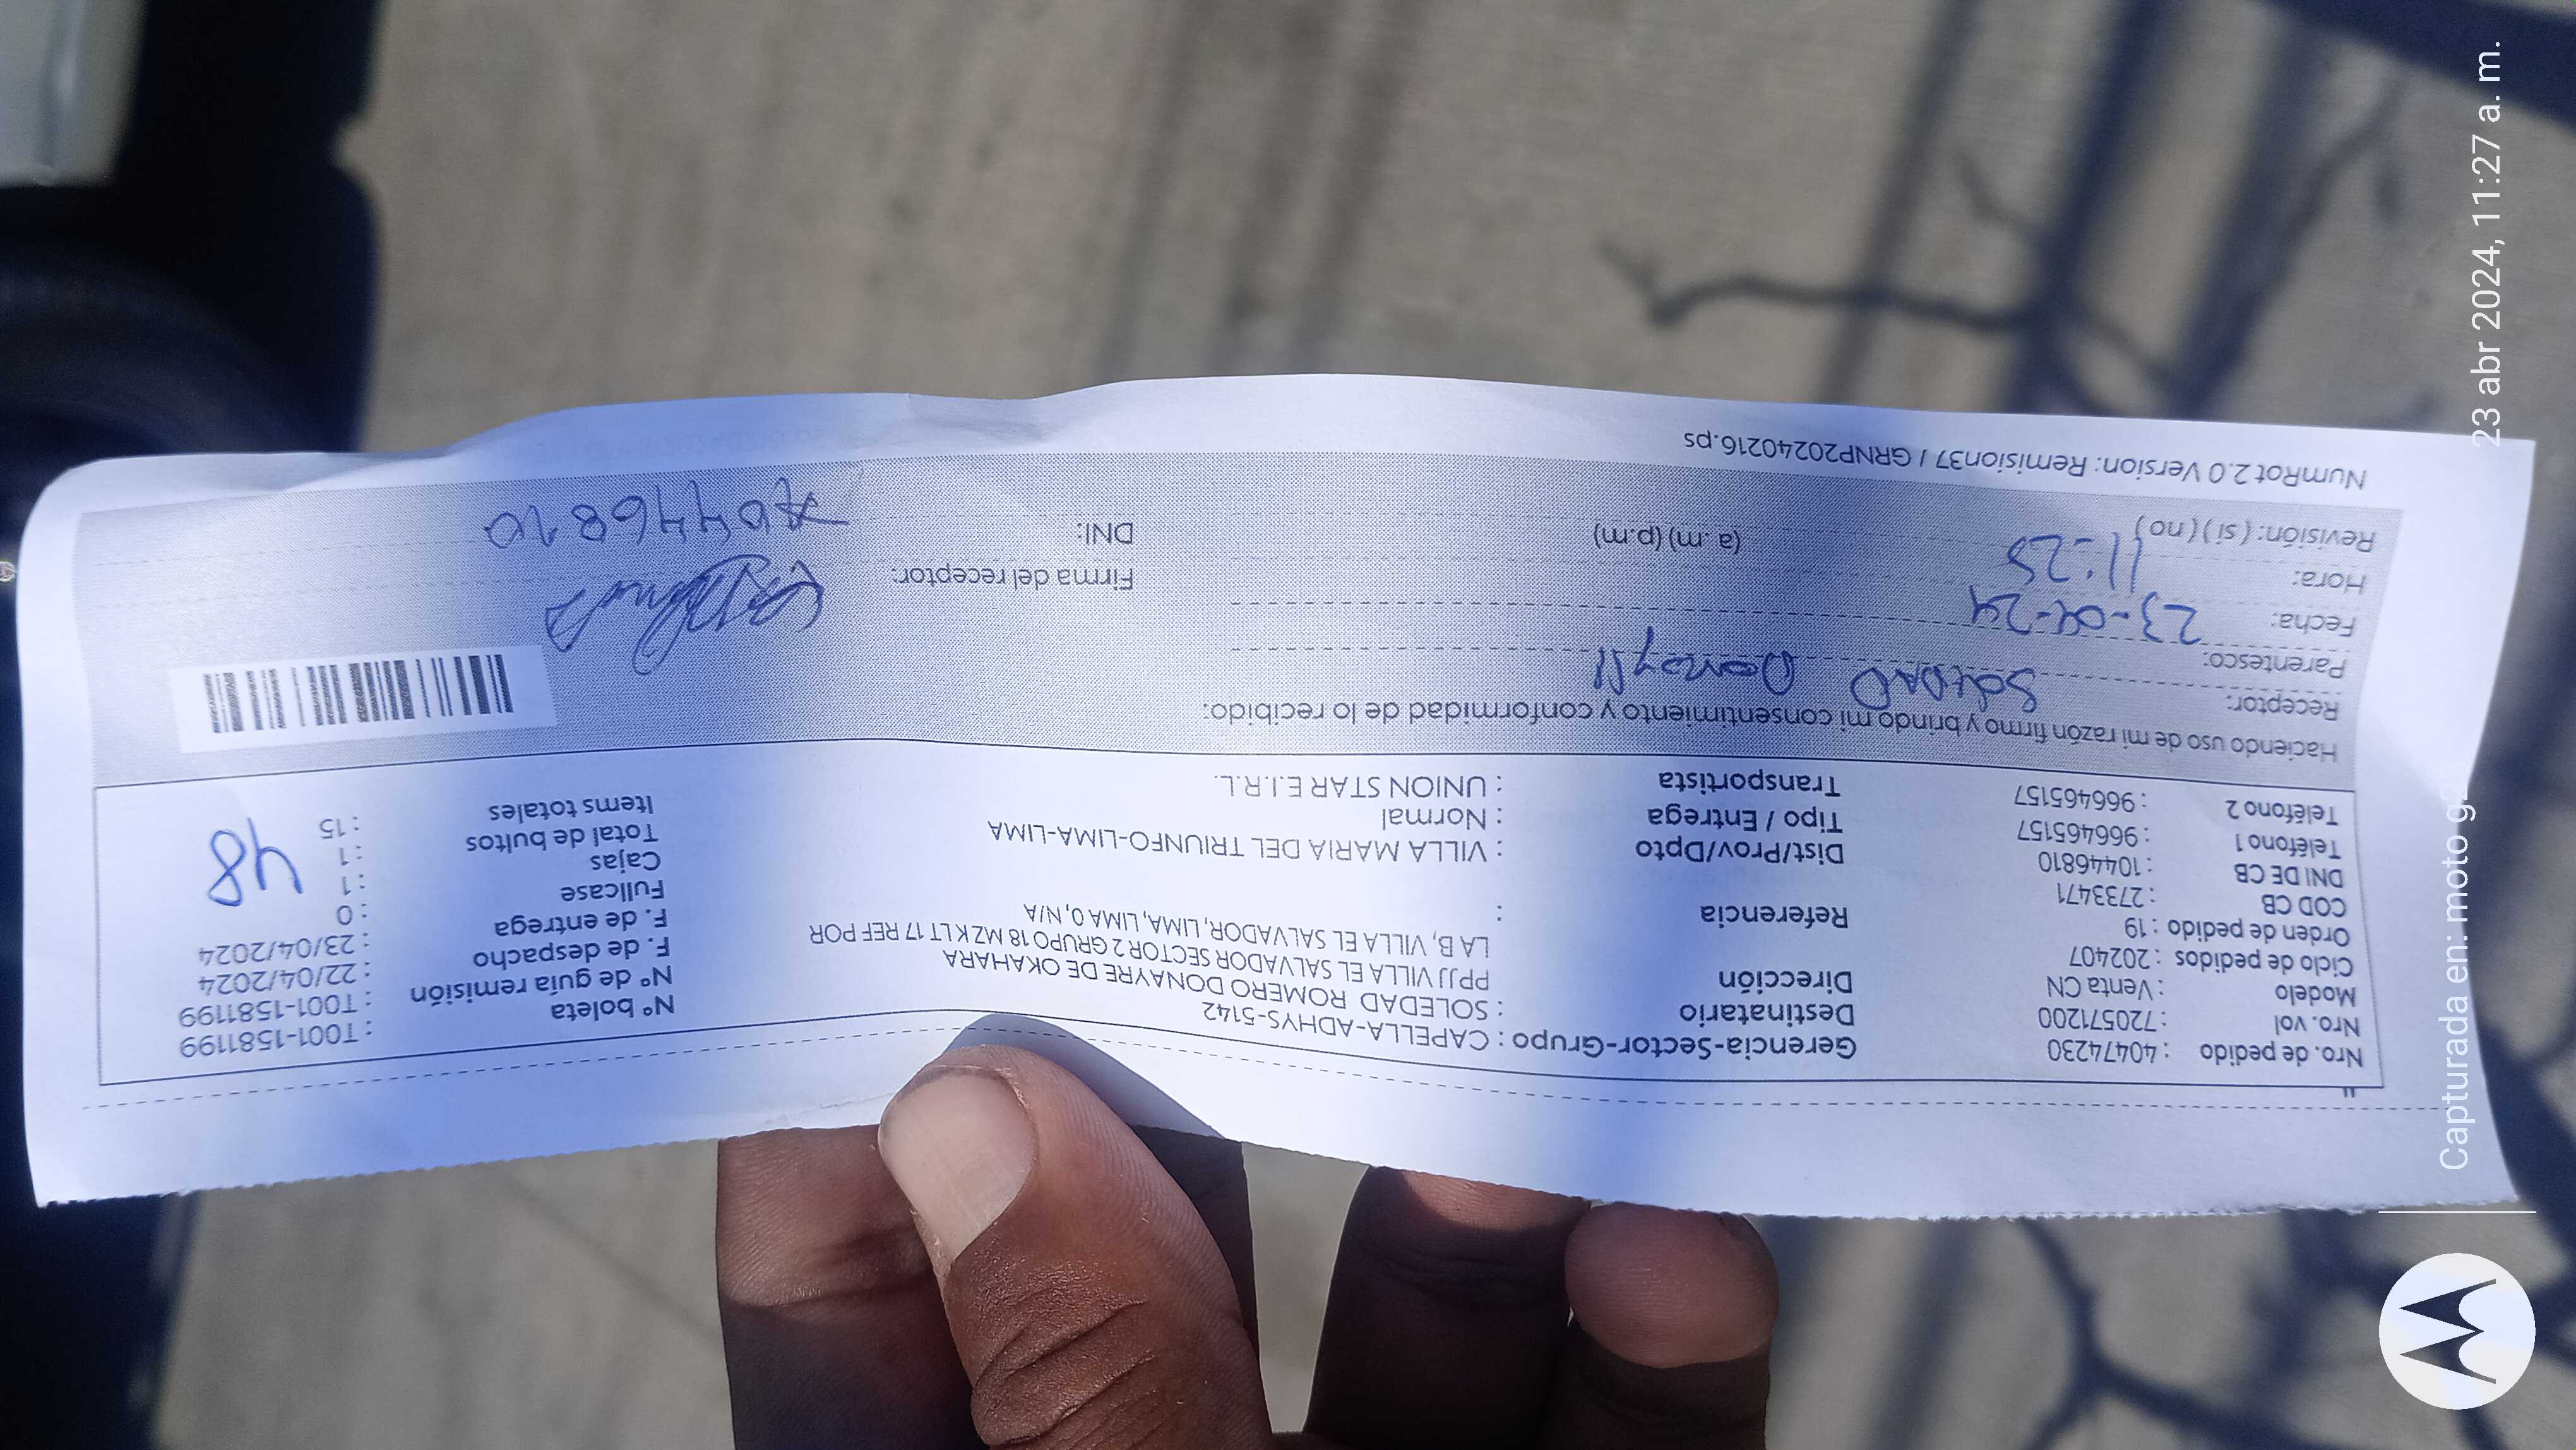 Nro. de pedido : 40474230
Nro. vol : 720571200
Modelo : Venta CN
Ciclo de pedidos : 202407
Orden de pedido : 19
COD CB : 2733471
DNI DE CB : 10446810
Teléfono 1 : 966465157
Teléfono 2 : 966465157
Gerencia-Sector-Grupo : CAPELLA-ADHYS-5142
Destinatario : SOLEDAD ROMERO DONAYRE DE OKAHARA
Dirección PPJJ VILLA EL SALVADOR SECTOR 2 GRUPO 18 MZ K LT 17 REF POR
LA B, VILLA EL SALVADOR, LIMA, LIMA 0, N/A
Referencia :
Dist/Prov/Dpto : VILLA MARIA DEL TRIUNFO-LIMA-LIMA
Tipo / Entrega : Normal
Transportista : UNION STAR E.I.R.L.
N° boleta : T001-1581199
N° de guía remisión : T001-1581199
F. de despacho : 22/04/2024
F. de entrega : 23/04/2024
Fullcase : 0
Cajas : 1
Total de bultos : 1
Items totales : 15
48
Haciendo uso de mi razón firmo y brindo mi consentimiento y conformidad de lo recibido:
Receptor: SOLEDAD
Parentesco:
Fecha: 23-04-24
Hora: 11:25 (a .m) (p.m)
Revisión: ( si ) ( no )
Firma del receptor:
DNI: 10446810
NumRot 2.0 Version: Remision37 / GRNP20240216.ps
23 abr 2024, 11:27 a. m.
Capturada en: moto g2